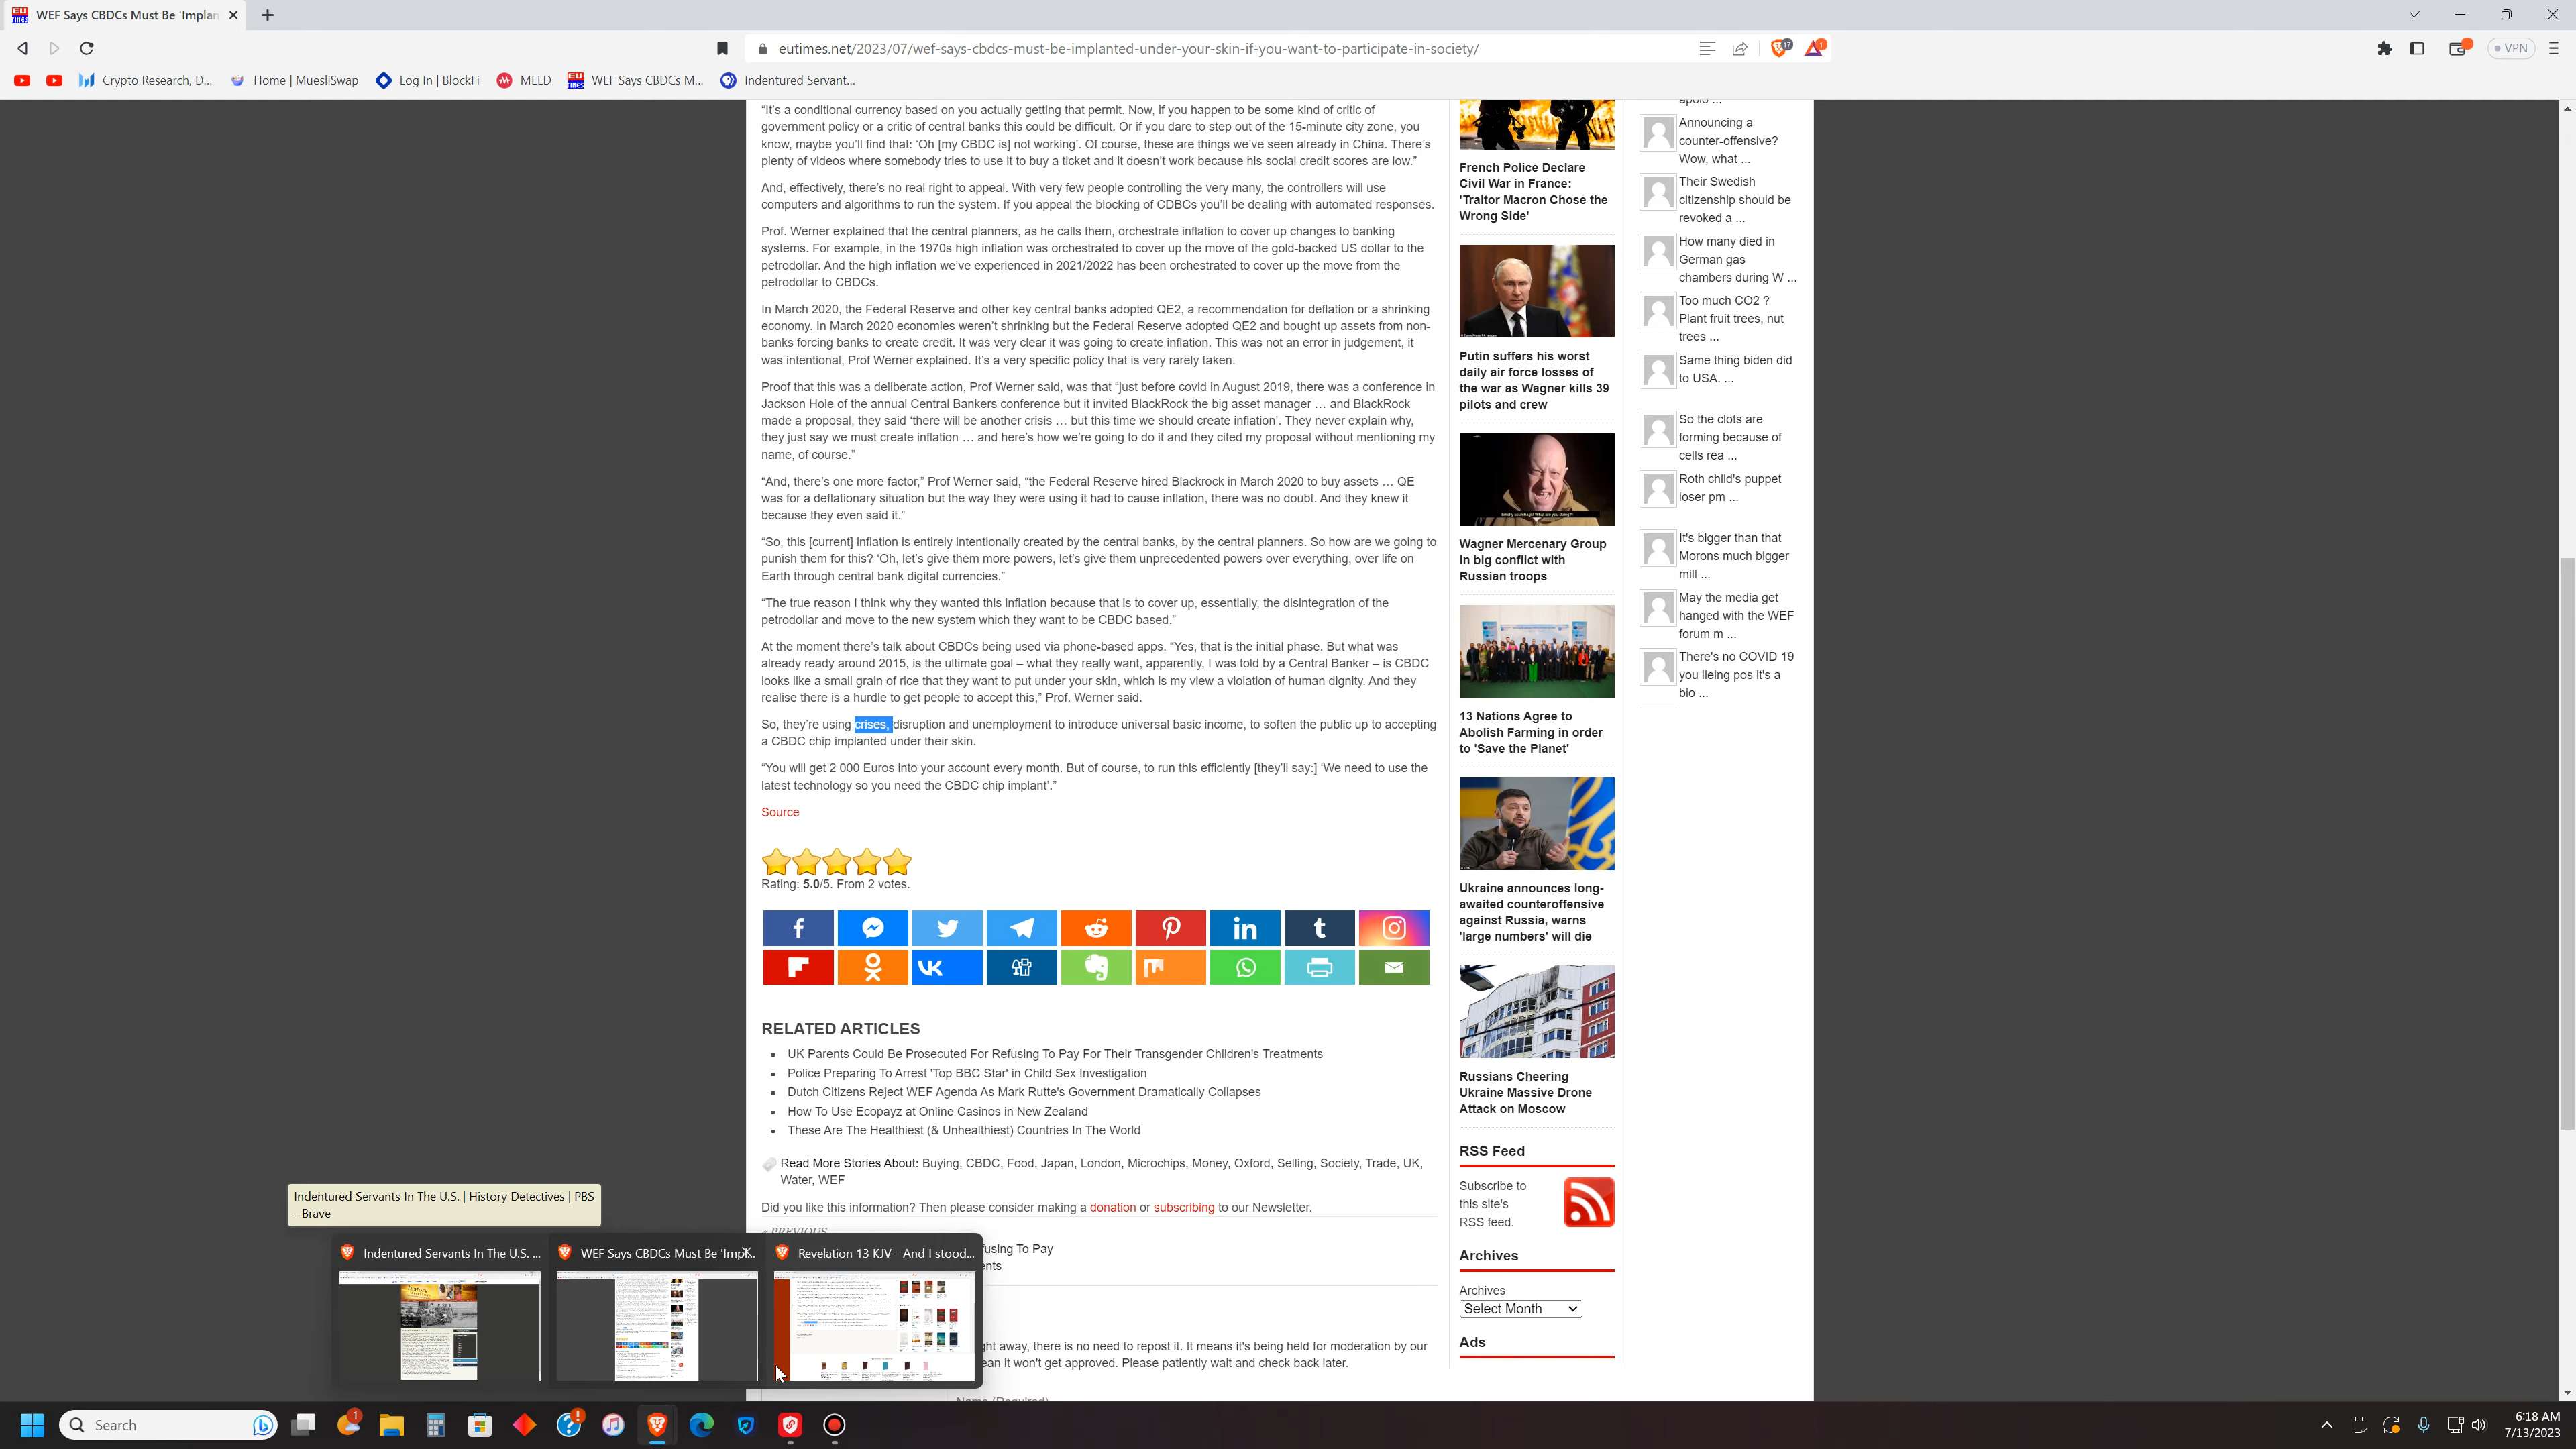 WEF Says CBDCs Must Be 'Implan
eutimes.net/2023/07/wef-says-cbdcs-must-be-implanted-under-your-skin-if-you-want-to-participate-in-society/
17
1
VPN
Crypto Research, D...
Home | MuesliSwap
Log In | BlockFi
MELD
WEF Says CBDCs M...
Indentured Servant...
“It’s a conditional currency based on you actually getting that permit. Now, if you happen to be some kind of critic of
government policy or a critic of central banks this could be difficult. Or if you dare to step out of the 15-minute city zone, you
know, maybe you’ll find that: ‘Oh [my CBDC is] not working’. Of course, these are things we’ve seen already in China. There’s
plenty of videos where somebody tries to use it to buy a ticket and it doesn’t work because his social credit scores are low.”
And, effectively, there’s no real right to appeal. With very few people controlling the very many, the controllers will use
computers and algorithms to run the system. If you appeal the blocking of CDBCs you’ll be dealing with automated responses.
Prof. Werner explained that the central planners, as he calls them, orchestrate inflation to cover up changes to banking
systems. For example, in the 1970s high inflation was orchestrated to cover up the move of the gold-backed US dollar to the
petrodollar. And the high inflation we’ve experienced in 2021/2022 has been orchestrated to cover up the move from the
petrodollar to CBDCs.
In March 2020, the Federal Reserve and other key central banks adopted QE2, a recommendation for deflation or a shrinking
economy. In March 2020 economies weren’t shrinking but the Federal Reserve adopted QE2 and bought up assets from non-
banks forcing banks to create credit. It was very clear it was going to create inflation. This was not an error in judgement, it
was intentional, Prof Werner explained. It’s a very specific policy that is very rarely taken.
Proof that this was a deliberate action, Prof Werner said, was that “just before covid in August 2019, there was a conference in
Jackson Hole of the annual Central Bankers conference but it invited BlackRock the big asset manager … and BlackRock
made a proposal, they said ‘there will be another crisis … but this time we should create inflation’. They never explain why,
they just say we must create inflation … and here’s how we’re going to do it and they cited my proposal without mentioning my
name, of course.”
“And, there’s one more factor,” Prof Werner said, “the Federal Reserve hired Blackrock in March 2020 to buy assets … QE
was for a deflationary situation but the way they were using it had to cause inflation, there was no doubt. And they knew it
because they even said it.”
“So, this [current] inflation is entirely intentionally created by the central banks, by the central planners. So how are we going to
punish them for this? ‘Oh, let’s give them more powers, let’s give them unprecedented powers over everything, over life on
Earth through central bank digital currencies.”
“The true reason I think why they wanted this inflation because that is to cover up, essentially, the disintegration of the
petrodollar and move to the new system which they want to be CBDC based.”
At the moment there’s talk about CBDCs being used via phone-based apps. “Yes, that is the initial phase. But what was
already ready around 2015, is the ultimate goal – what they really want, apparently, I was told by a Central Banker – is CBDC
looks like a small grain of rice that they want to put under your skin, which is my view a violation of human dignity. And they
realise there is a hurdle to get people to accept this,” Prof. Werner said.
So, they’re using crises, disruption and unemployment to introduce universal basic income, to soften the public up to accepting
a CBDC chip implanted under their skin.
“You will get 2 000 Euros into your account every month. But of course, to run this efficiently [they’ll say:] ‘We need to use the
latest technology so you need the CBDC chip implant’.”
Source
Rating: 5.0/5. From 2 votes.
RELATED ARTICLES
UK Parents Could Be Prosecuted For Refusing To Pay For Their Transgender Children's Treatments
Police Preparing To Arrest 'Top BBC Star' in Child Sex Investigation
Dutch Citizens Reject WEF Agenda As Mark Rutte's Government Dramatically Collapses
How To Use Ecopayz at Online Casinos in New Zealand
These Are The Healthiest (& Unhealthiest) Countries In The World
Read More Stories About: Buying, CBDC, Food, Japan, London, Microchips, Money, Oxford, Selling, Society, Trade, UK,
Water, WEF
Did you like this information? Then please consider making a donation or subscribing to our Newsletter.
« PREVIOUS
using To Pay
ents
ght away, there is no need to repost it. It means it's being held for moderation by our
ean it won't get approved. Please patiently wait and check back later.
Name (Required)
French Police Declare
Civil War in France:
'Traitor Macron Chose the
Wrong Side'
Putin suffers his worst
daily air force losses of
the war as Wagner kills 39
pilots and crew
Wagner Mercenary Group
in big conflict with
Russian troops
13 Nations Agree to
Abolish Farming in order
to 'Save the Planet'
Ukraine announces long-
awaited counteroffensive
against Russia, warns
'large numbers' will die
Russians Cheering
Ukraine Massive Drone
Attack on Moscow
RSS Feed
Subscribe to
this site's
RSS feed.
Archives
Archives
Select Month
Ads
apolo ...
Announcing a
counter-offensive?
Wow, what ...
Their Swedish
citizenship should be
revoked a ...
How many died in
German gas
chambers during W ...
Too much CO2 ?
Plant fruit trees, nut
trees ...
Same thing biden did
to USA. ...
So the clots are
forming because of
cells rea ...
Roth child's puppet
loser pm ...
It's bigger than that
Morons much bigger
mill ...
May the media get
hanged with the WEF
forum m ...
There's no COVID 19
you lieing pos it's a
bio ...
Indentured Servants In The U.S. | History Detectives | PBS
- Brave
Indentured Servants In The U.S. ...
WEF Says CBDCs Must Be 'Imp...
Revelation 13 KJV - And I stood...
Search
1
6:18 AM
7/13/2023